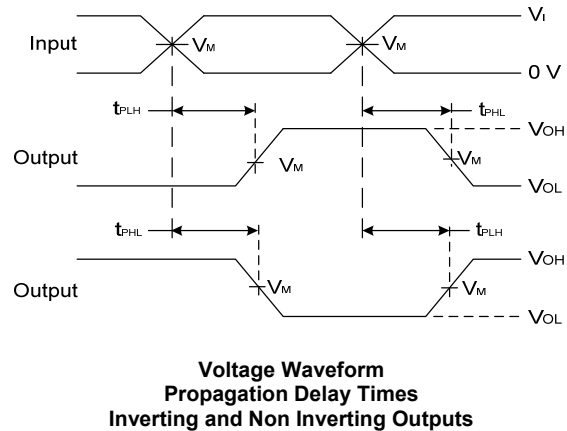 VI
Input VM VM
0 V
tPLH tPHL
VOH
Output VM VM
VOL
tPHL tPLH
VOH
Output VM VM
VOL
Voltage Waveform
Propagation Delay Times
Inverting and Non Inverting Outputs